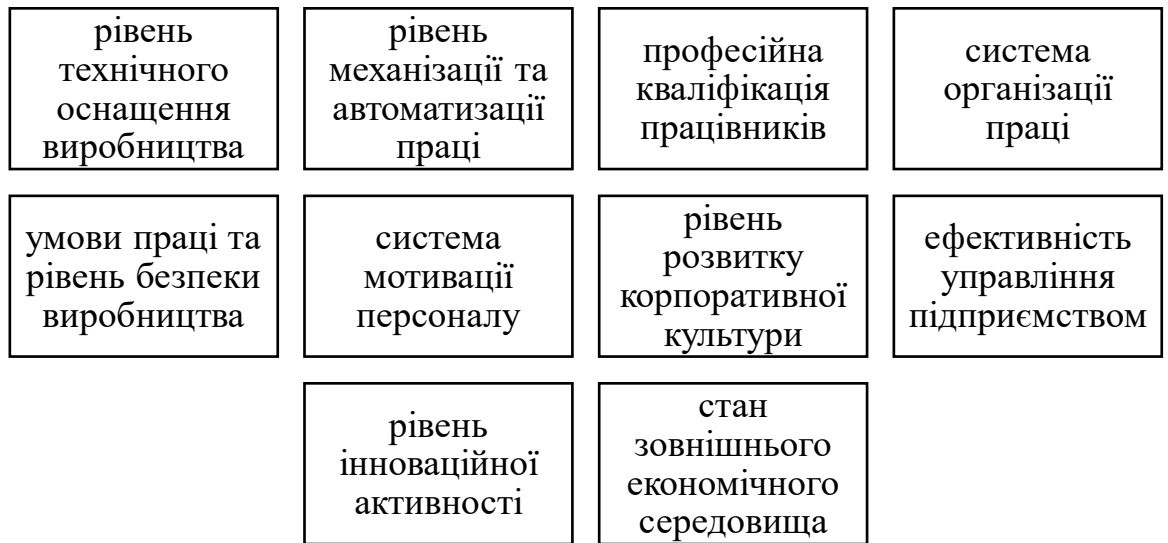 рівень
технічного
оснащення
виробництва
рівень
механізації та
автоматизації
праці
професійна
кваліфікація
працівників
система
організації
праці
умови праці та
рівень безпеки
виробництва
система
мотивації
персоналу
рівень
розвитку
корпоративної
культури
ефективність
управління
підприємством
рівень
інноваційної
активності
стан
зовнішнього
економічного
середовища